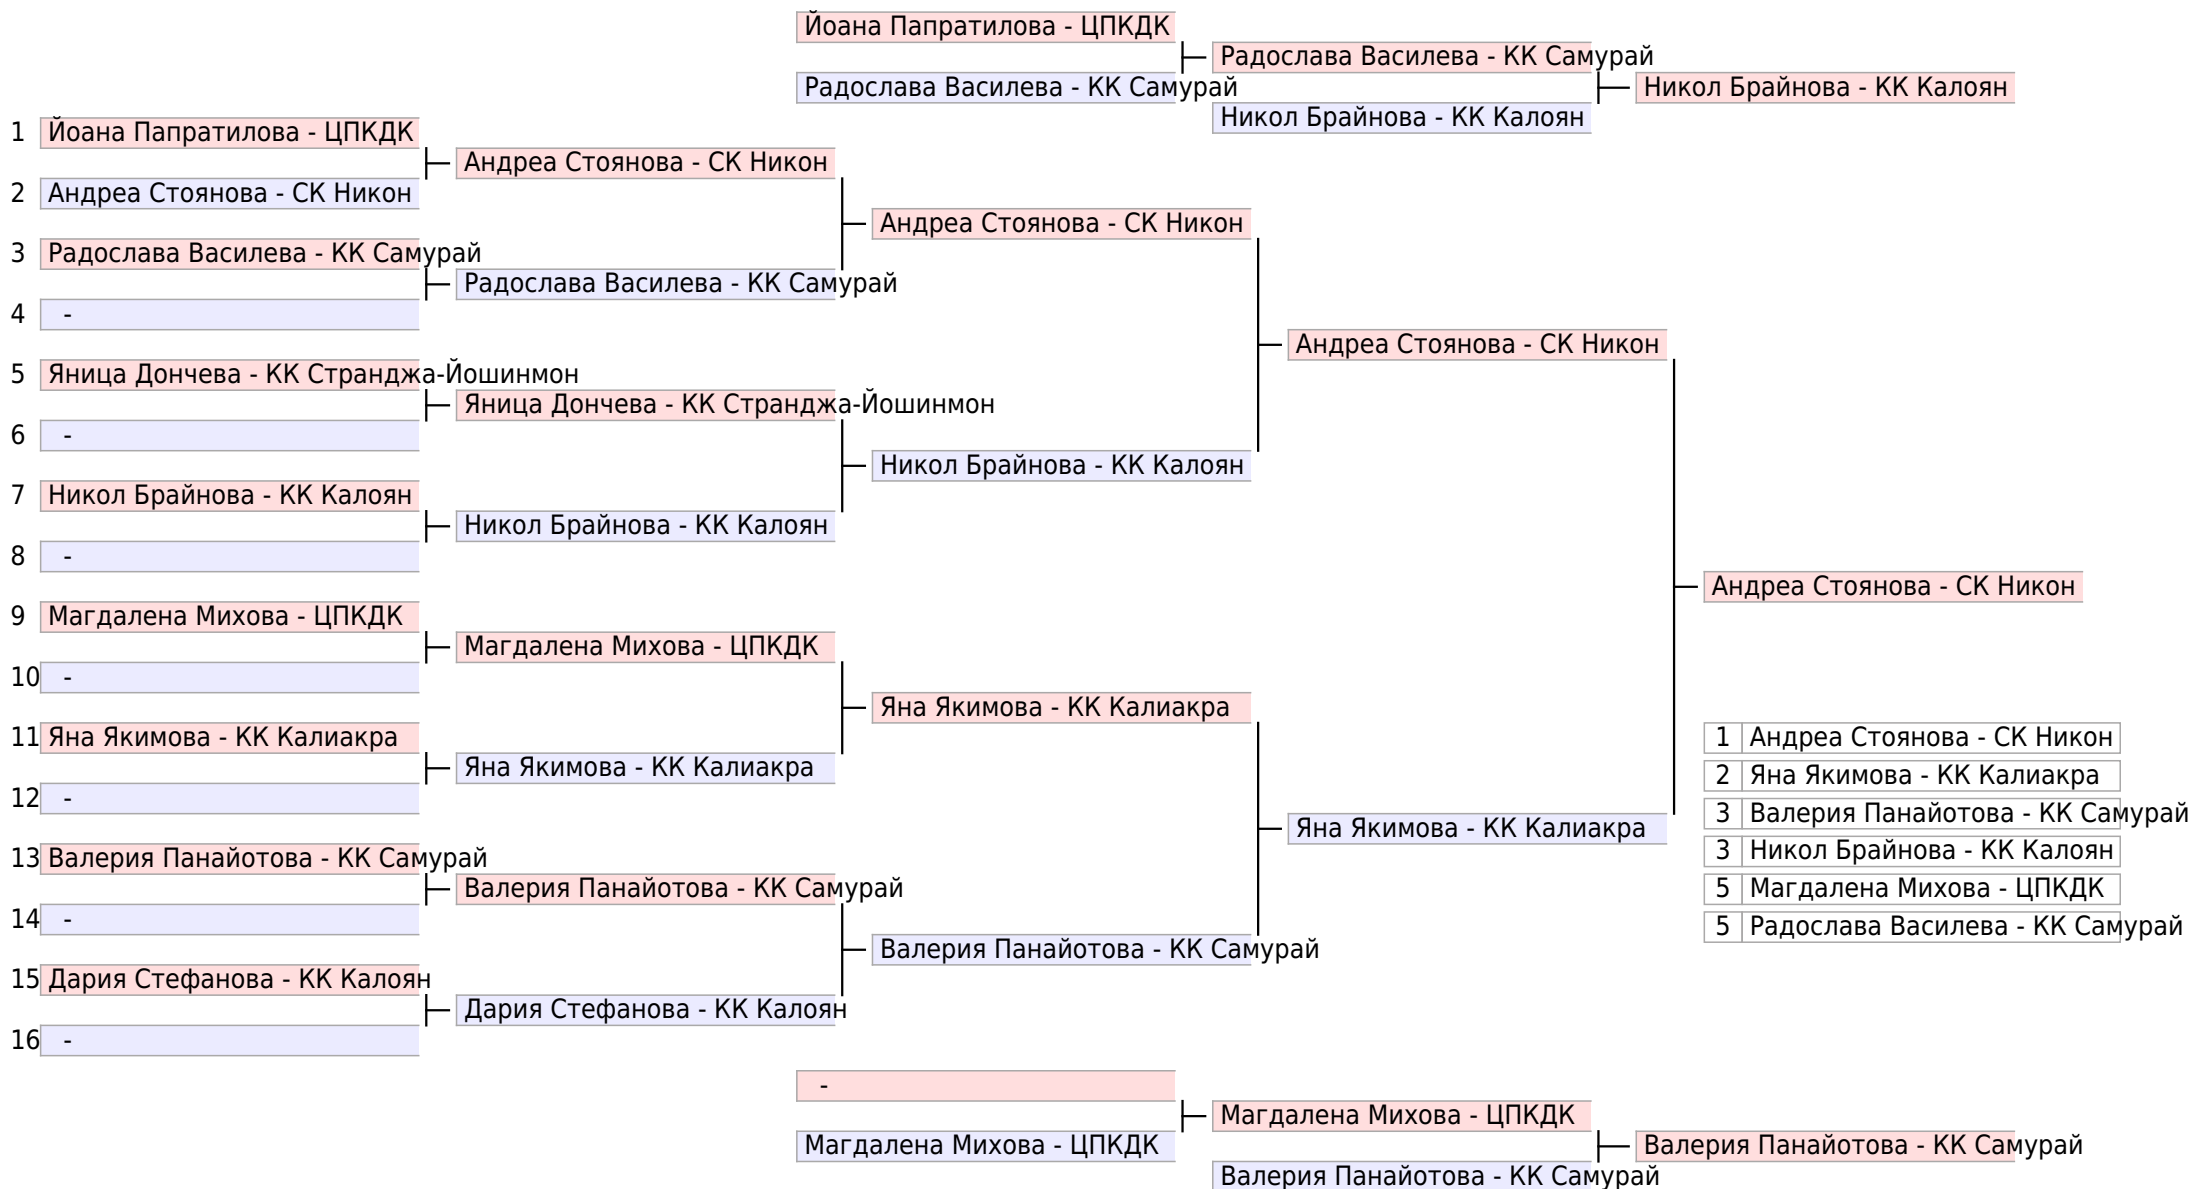 Йоана Папратилова - ЦПКДК
Радослава Василева - КК Самурай
Радослава Василева - КК Самурай
Никол Брайнова - КК Калоян
Никол Брайнова - КК Калоян
1 Йоана Папратилова - ЦПКДК
Андреа Стоянова - СК Никон
2 Андреа Стоянова - СК Никон
Андреа Стоянова - СК Никон
3 Радослава Василева - КК Самурай
Радослава Василева - КК Самурай
4 -
Андреа Стоянова - СК Никон
5 Яница Дончева - КК Странджа-Йошинмон
Яница Дончева - КК Странджа-Йошинмон
6 -
Никол Брайнова - КК Калоян
7 Никол Брайнова - КК Калоян
Никол Брайнова - КК Калоян
8 -
Андреа Стоянова - СК Никон
9 Магдалена Михова - ЦПКДК
Магдалена Михова - ЦПКДК
10 -
Яна Якимова - КК Калиакра
11 Яна Якимова - КК Калиакра
Яна Якимова - КК Калиакра
12 -
Яна Якимова - КК Калиакра
13 Валерия Панайотова - КК Самурай
Валерия Панайотова - КК Самурай
14 -
Валерия Панайотова - КК Самурай
15 Дария Стефанова - КК Калоян
Дария Стефанова - КК Калоян
16 -
1 Андреа Стоянова - СК Никон
2 Яна Якимова - КК Калиакра
3 Валерия Панайотова - КК Самурай
3 Никол Брайнова - КК Калоян
5 Магдалена Михова - ЦПКДК
5 Радослава Василева - КК Самурай
-
Магдалена Михова - ЦПКДК
Магдалена Михова - ЦПКДК
Валерия Панайотова - КК Самурай
Валерия Панайотова - КК Самурай